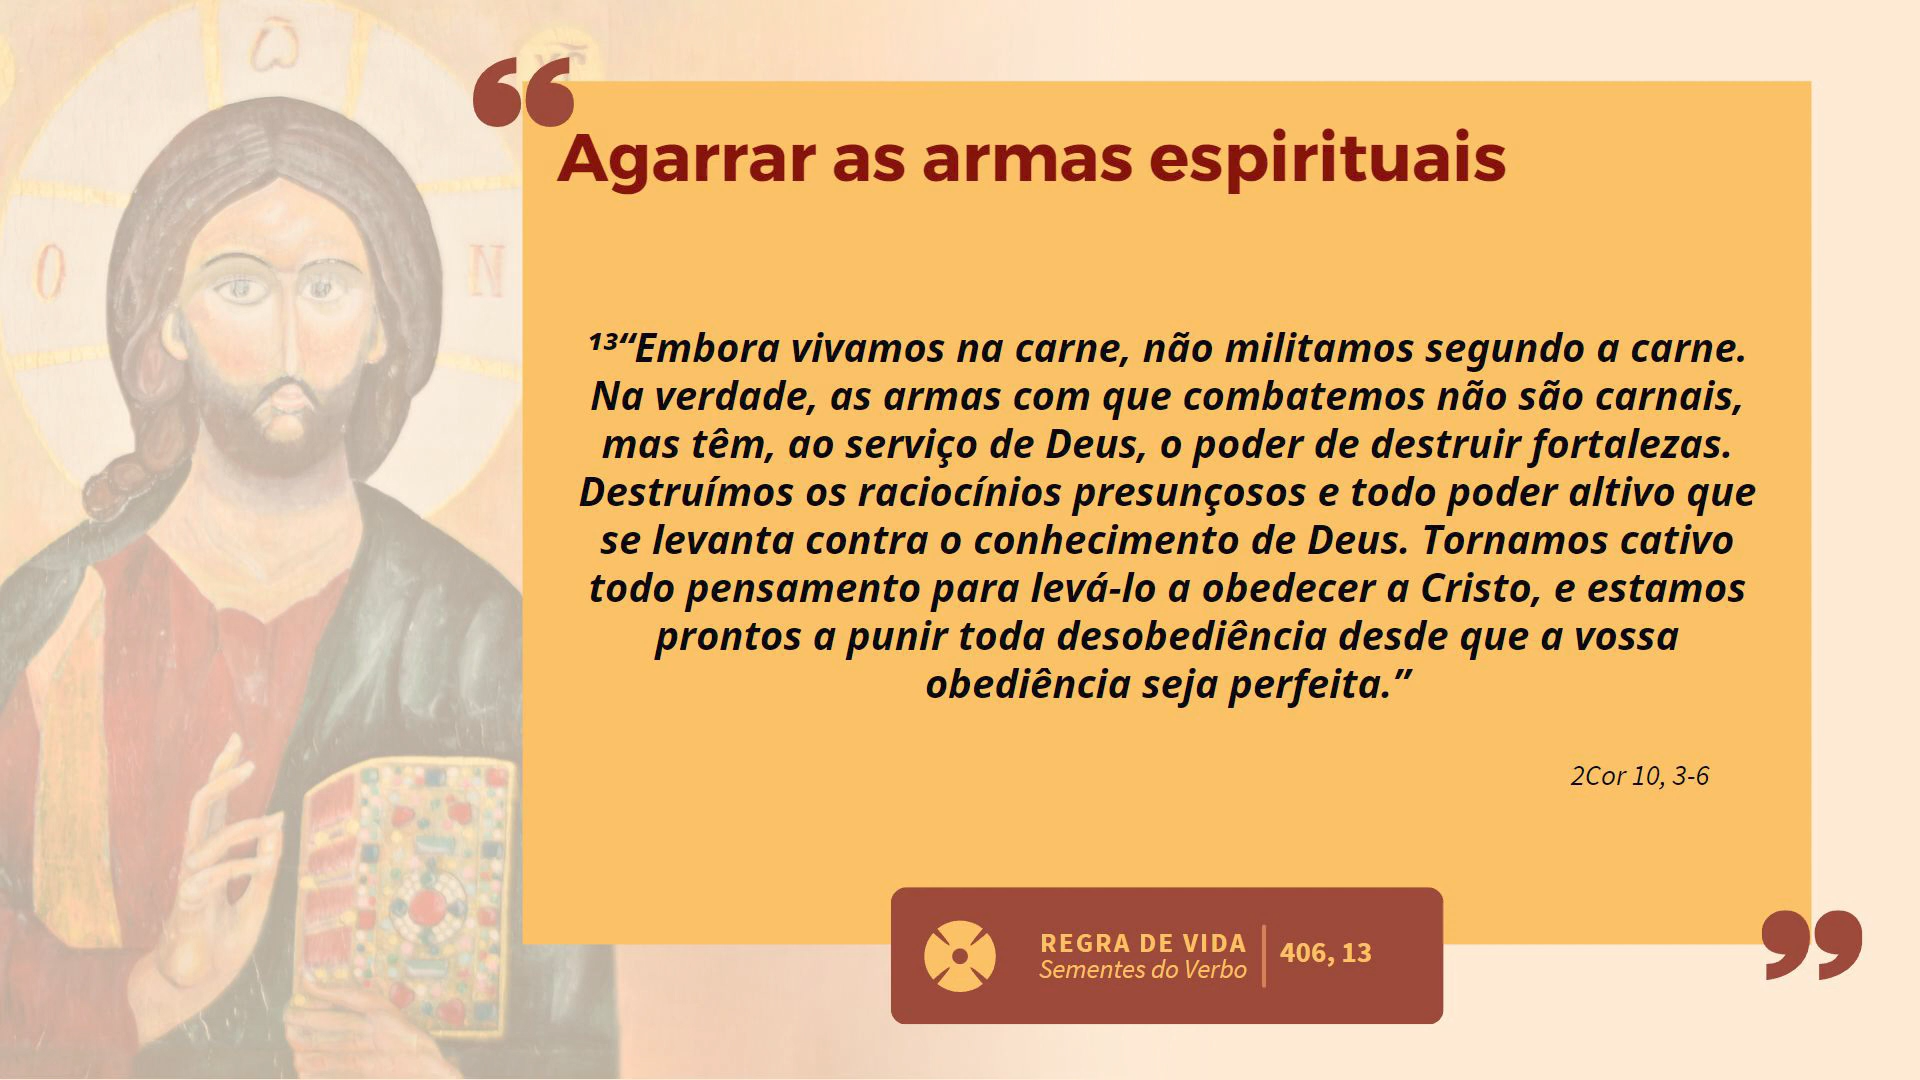 “
Agarrar as armas espirituais
¹³“Embora vivamos na carne, não militamos segundo a carne.
Na verdade, as armas com que combatemos não são carnais,
mas têm, ao serviço de Deus, o poder de destruir fortalezas.
Destruímos os raciocínios presunçosos e todo poder altivo que
se levanta contra o conhecimento de Deus. Tornamos cativo
todo pensamento para levá-lo a obedecer a Cristo, e estamos
prontos a punir toda desobediência desde que a vossa
obediência seja perfeita.”
2Cor 10, 3-6
REGRA DE VIDA
Sementes do Verbo
406, 13
”
O
Ω
N